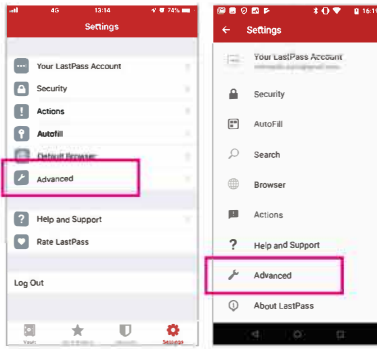 4G 13:14 74%
Settings
Your LastPass Account
Security
Actions
Autofill
Default Browser
Advanced
Help and Support
Rate LastPass
Log Out
Vault
Settings
16:19
Settings
Your LastPass Account
Security
AutoFill
Search
Browser
Actions
Help and Support
Advanced
About LastPass